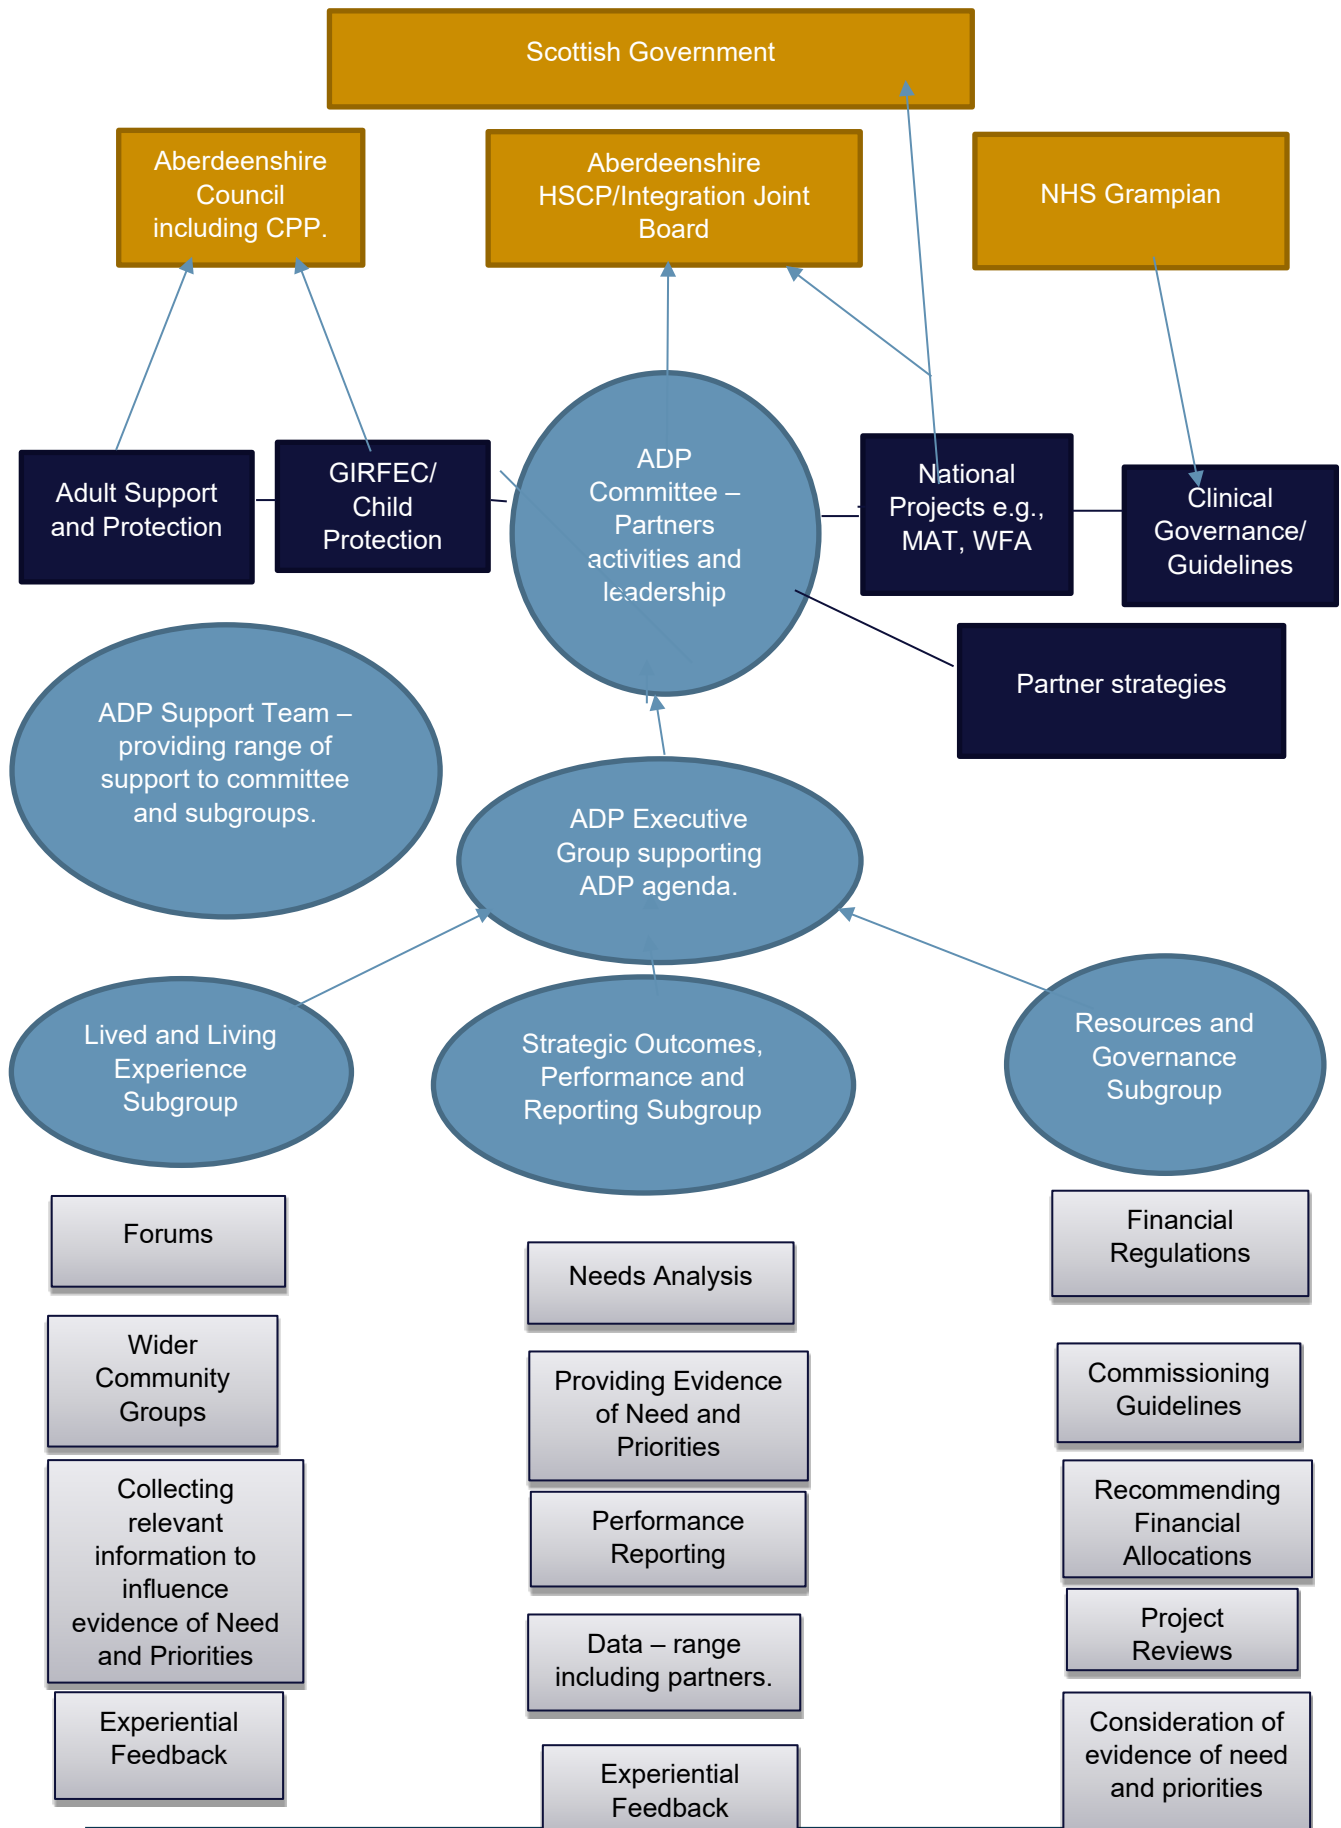 Scottish Government
Aberdeenshire
Council
including CPP.
Aberdeenshire
HSCP/Integration Joint
Board
NHS Grampian
Adult Support
and Protection
GIRFEC/
Child
Protection
ADP
Committee –
Partners
activities and
leadership
National
Projects e.g.,
MAT, WFA
Clinical
Governance/
Guidelines
Partner strategies
ADP Support Team –
providing range of
support to committee
and subgroups.
ADP Executive
Group supporting
ADP agenda.
Lived and Living
Experience
Subgroup
Strategic Outcomes,
Performance and
Reporting Subgroup
Resources and
Governance
Subgroup
Forums
Wider
Community
Groups
Collecting
relevant
information to
influence
evidence of Need
and Priorities
Experiential
Feedback
Needs Analysis
Providing Evidence
of Need and
Priorities
Performance
Reporting
Data – range
including partners.
Experiential
Feedback
Financial
Regulations
Commissioning
Guidelines
Recommending
Financial
Allocations
Project
Reviews
Consideration of
evidence of need
and priorities